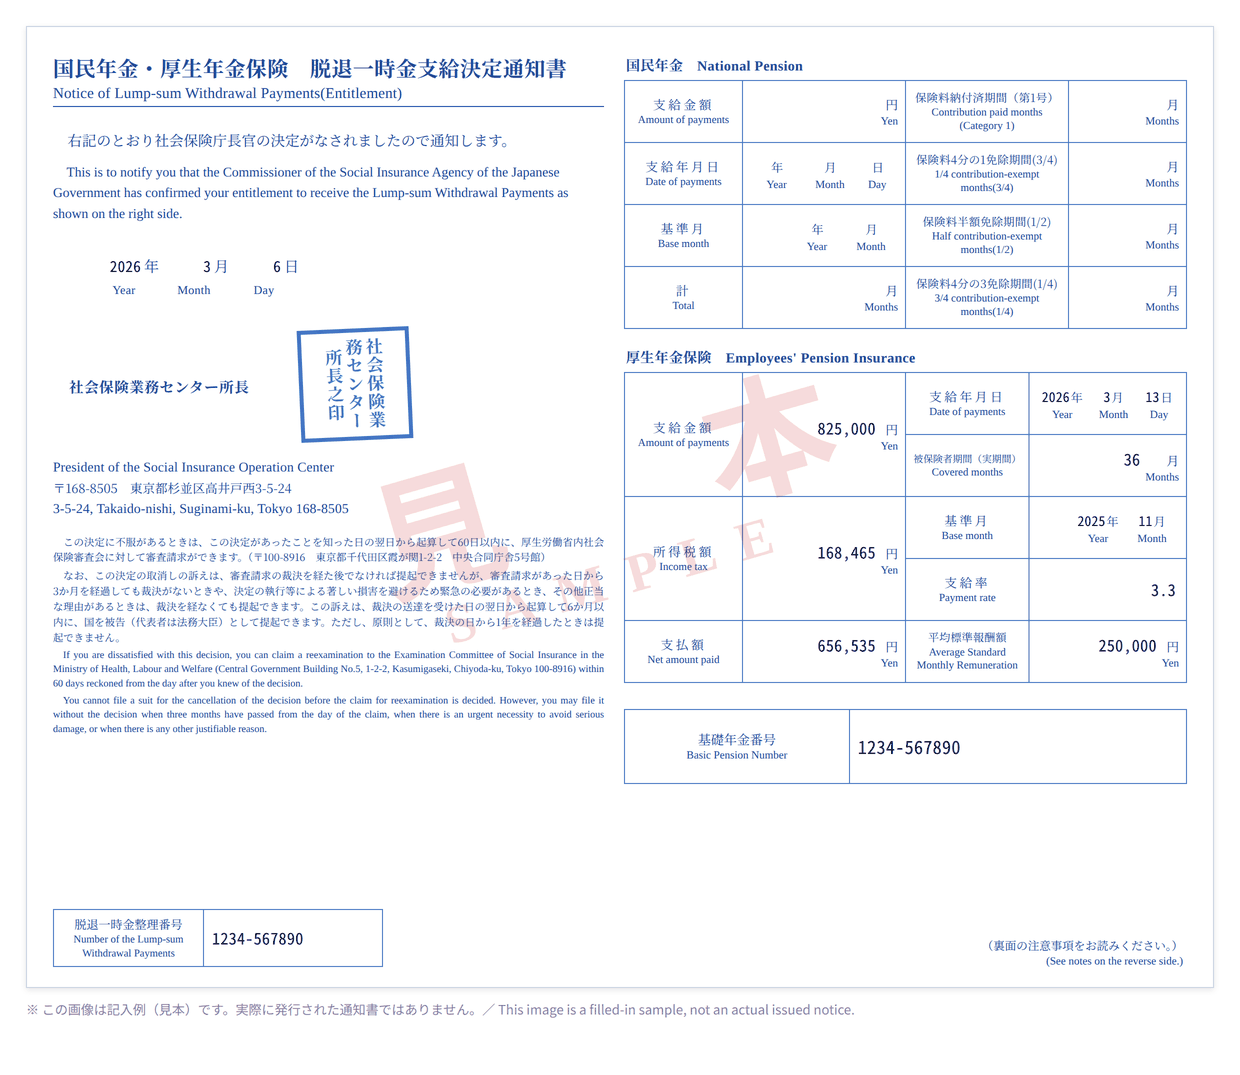 国民年金・厚生年金保険　脱退一時金支給決定通知書
Notice of Lump-sum Withdrawal Payments(Entitlement)
右記のとおり社会保険庁長官の決定がなされましたので通知します。
This is to notify you that the Commissioner of the Social Insurance Agency of the Japanese
Government has confirmed your entitlement to receive the Lump-sum Withdrawal Payments as
shown on the right side.
2026 年 3 月 6 日
Year Month Day
社会保険業務センター所長
社会保険業
務センター
所長之印
President of the Social Insurance Operation Center
〒168-8505　東京都杉並区高井戸西3-5-24
3-5-24, Takaido-nishi, Suginami-ku, Tokyo 168-8505
この決定に不服があるときは、この決定があったことを知った日の翌日から起算して60日以内に、厚生労働省内社会
保険審査会に対して審査請求ができます。（〒100-8916　東京都千代田区霞が関1-2-2　中央合同庁舎5号館）
なお、この決定の取消しの訴えは、審査請求の裁決を経た後でなければ提起できませんが、審査請求があった日から
3か月を経過しても裁決がないときや、決定の執行等による著しい損害を避けるため緊急の必要があるとき、その他正当
な理由があるときは、裁決を経なくても提起できます。この訴えは、裁決の送達を受けた日の翌日から起算して6か月以
内に、国を被告（代表者は法務大臣）として提起できます。ただし、原則として、裁決の日から1年を経過したときは提
起できません。
If you are dissatisfied with this decision, you can claim a reexamination to the Examination Committee of Social Insurance in the
Ministry of Health, Labour and Welfare (Central Government Building No.5, 1-2-2, Kasumigaseki, Chiyoda-ku, Tokyo 100-8916) within
60 days reckoned from the day after you knew of the decision.
You cannot file a suit for the cancellation of the decision before the claim for reexamination is decided. However, you may file it
without the decision when three months have passed from the day of the claim, when there is an urgent necessity to avoid serious
damage, or when there is any other justifiable reason.
脱退一時金整理番号
Number of the Lump-sum
Withdrawal Payments
1234-567890
国民年金　National Pension
支給金額
Amount of payments
円
Yen
保険料納付済期間（第1号）
Contribution paid months
(Category 1)
月
Months
支給年月日
Date of payments
年 月 日
Year Month Day
保険料4分の1免除期間(3/4)
1/4 contribution-exempt
months(3/4)
月
Months
基準月
Base month
年 月
Year Month
保険料半額免除期間(1/2)
Half contribution-exempt
months(1/2)
月
Months
計
Total
月
Months
保険料4分の3免除期間(1/4)
3/4 contribution-exempt
months(1/4)
月
Months
厚生年金保険　Employees' Pension Insurance
支給金額
Amount of payments
825,000 円
Yen
支給年月日
Date of payments
2026年 3月 13日
Year Month Day
被保険者期間（実期間）
Covered months
36 月
Months
所得税額
Income tax
168,465 円
Yen
基準月
Base month
2025年 11月
Year Month
支給率
Payment rate
3.3
支払額
Net amount paid
656,535 円
Yen
平均標準報酬額
Average Standard
Monthly Remuneration
250,000 円
Yen
基礎年金番号
Basic Pension Number
1234-567890
（裏面の注意事項をお読みください。）
(See notes on the reverse side.)
見本
SAMPLE
※ この画像は記入例（見本）です。実際に発行された通知書ではありません。／ This image is a filled-in sample, not an actual issued notice.